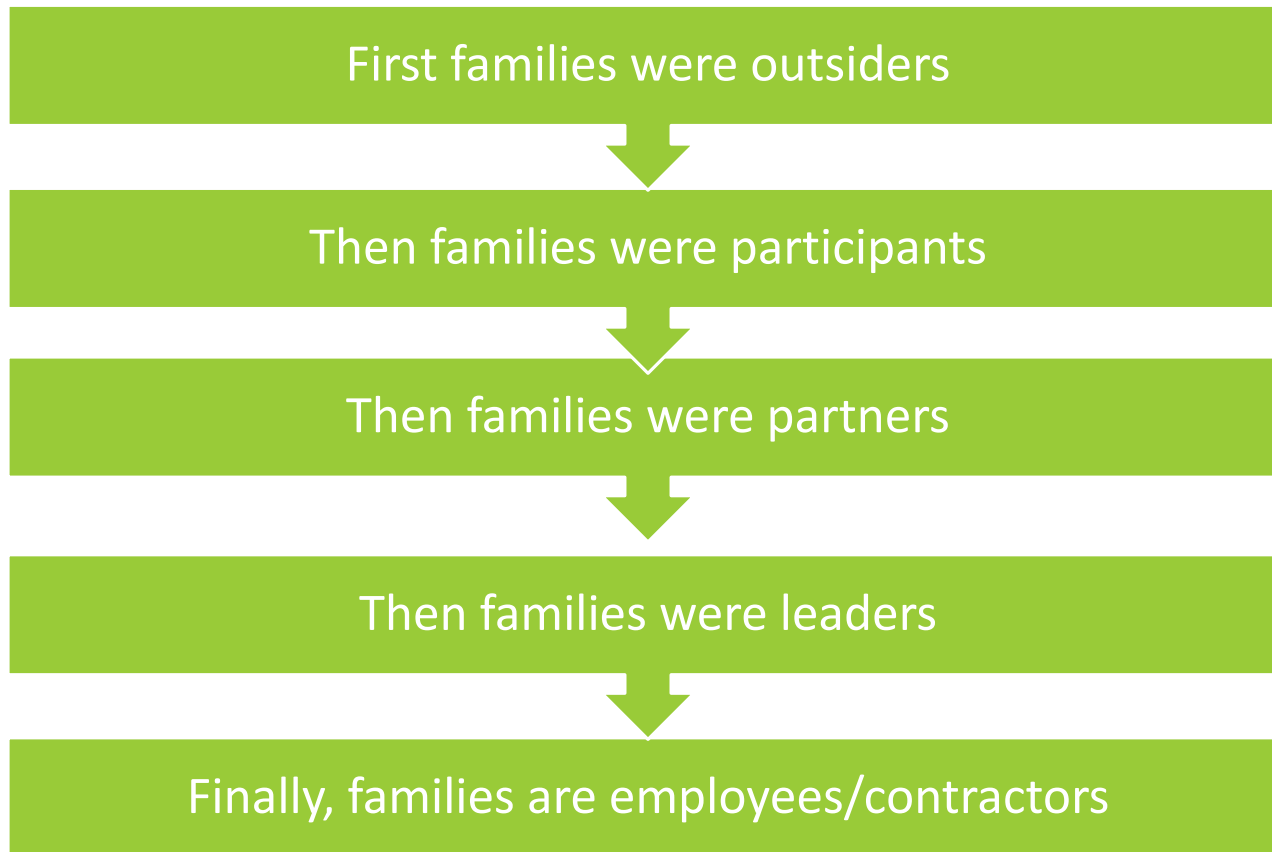 First families were outsiders
Then families were participants
Then families were partners
Then families were leaders
Finally, families are employees/contractors